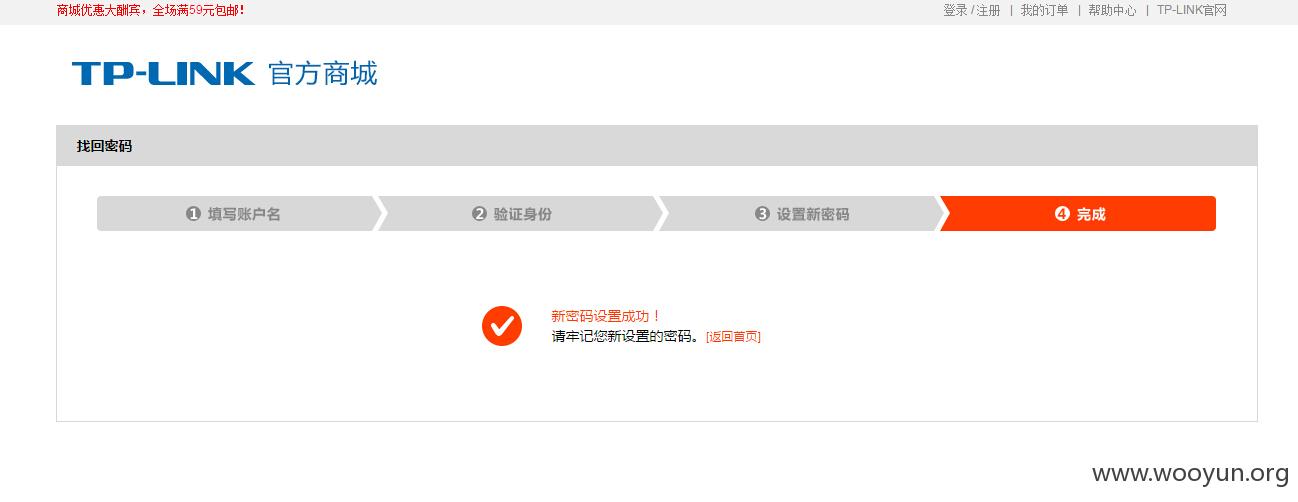 商城优惠大酬宾，全场满59元包邮！
登录 / 注册 | 我的订单 | 帮助中心 | TP-LINK官网
TP-LINK 官方商城
找回密码
1 填写账户名 2 验证身份 3 设置新密码 4 完成
新密码设置成功！
请牢记您新设置的密码。[返回首页]
www.wooyun.org